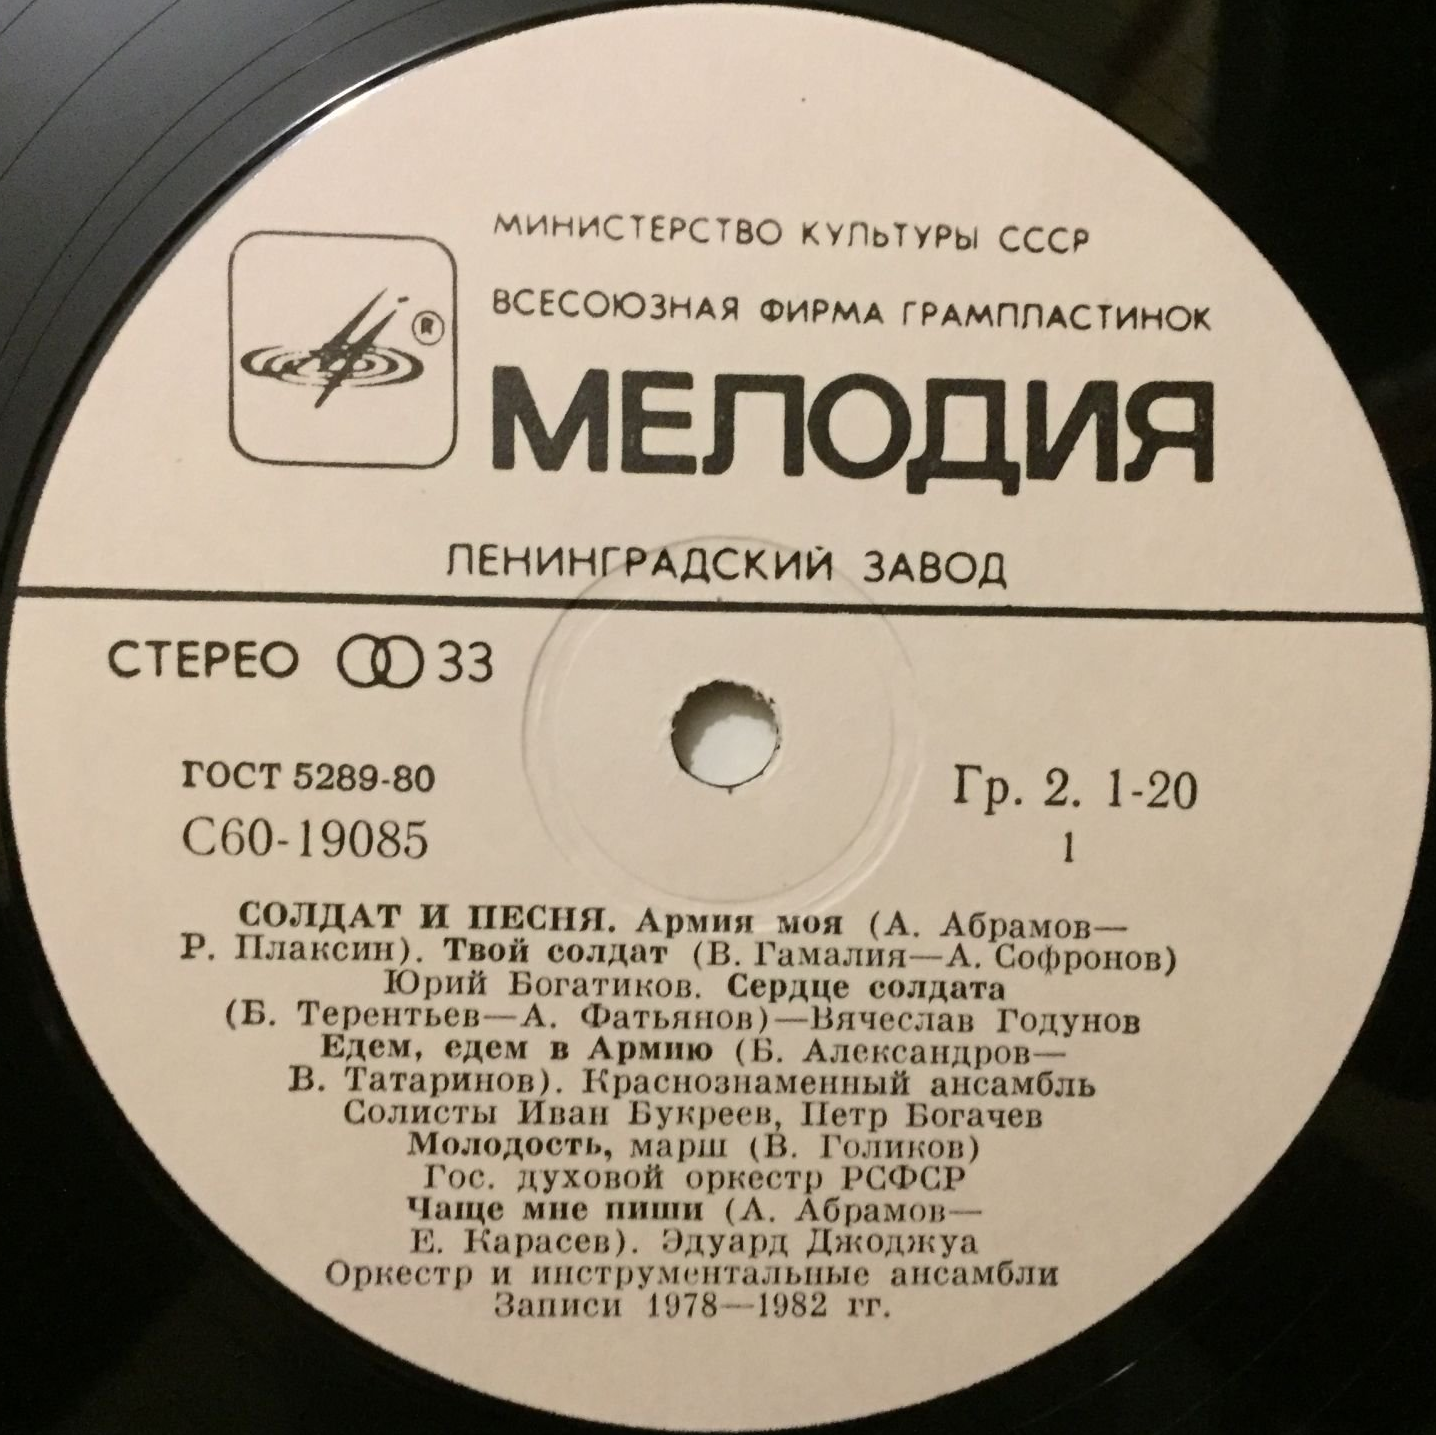 МИНИСТЕРСТВО КУЛЬТУРЫ СССР
ВСЕСОЮЗНАЯ ФИРМА ГРАМПЛАСТИНОК
®
МЕЛОДИЯ
ЛЕНИНГРАДСКИЙ ЗАВОД
СТЕРЕО 33
ГОСТ 5289-80
Гр. 2. 1-20
С60-19085
1
СОЛДАТ И ПЕСНЯ. Армия моя (А. Абрамов—
Р. Плаксин). Твой солдат (В. Гамалия—А. Софронов)
Юрий Богатиков. Сердце солдата
(Б. Терентьев—А. Фатьянов)—Вячеслав Годунов
Едем, едем в Армию (Б. Александров—
В. Татаринов). Краснознаменный ансамбль
Солисты Иван Букреев, Петр Богачев
Молодость, марш (В. Голиков)
Гос. духовой оркестр РСФСР
Чаще мне пиши (А. Абрамов—
Е. Карасев). Эдуард Джоджуа
Оркестр и инструментальные ансамбли
Записи 1978—1982 гг.